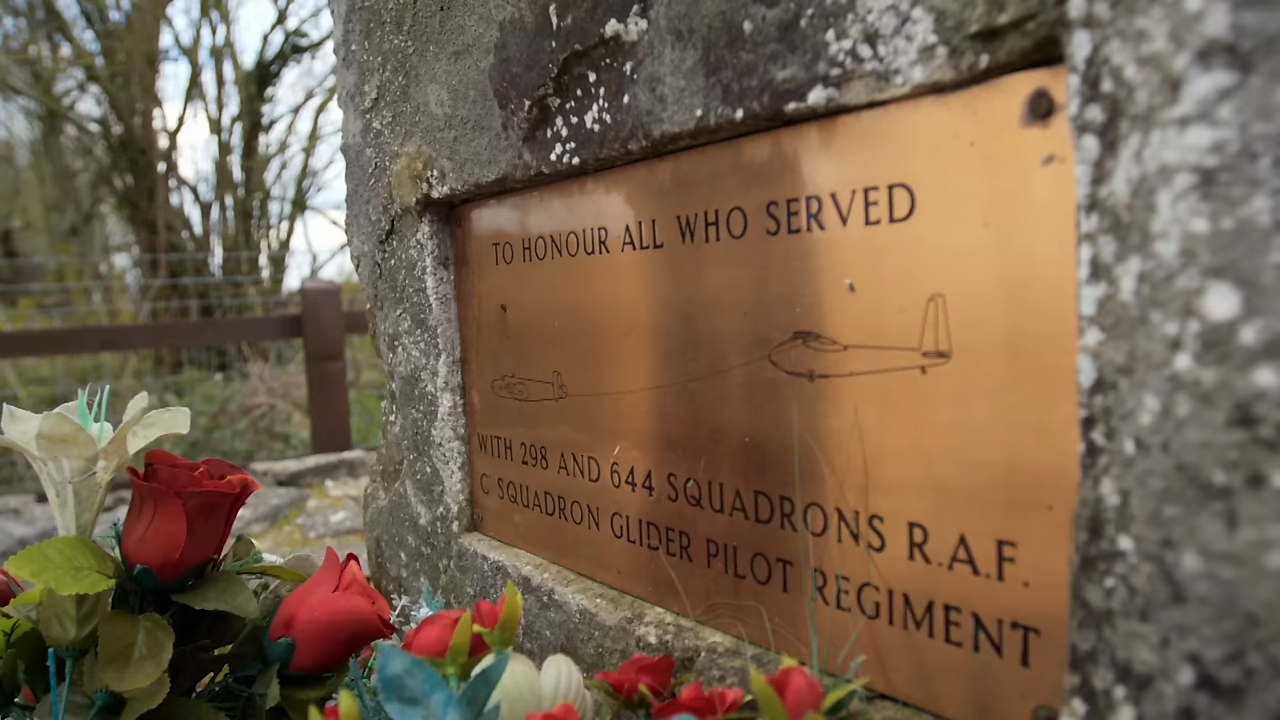 TO HONOUR ALL WHO SERVED
WITH 298 AND 644 SQUADRONS R.A.F.
C SQUADRON GLIDER PILOT REGIMENT